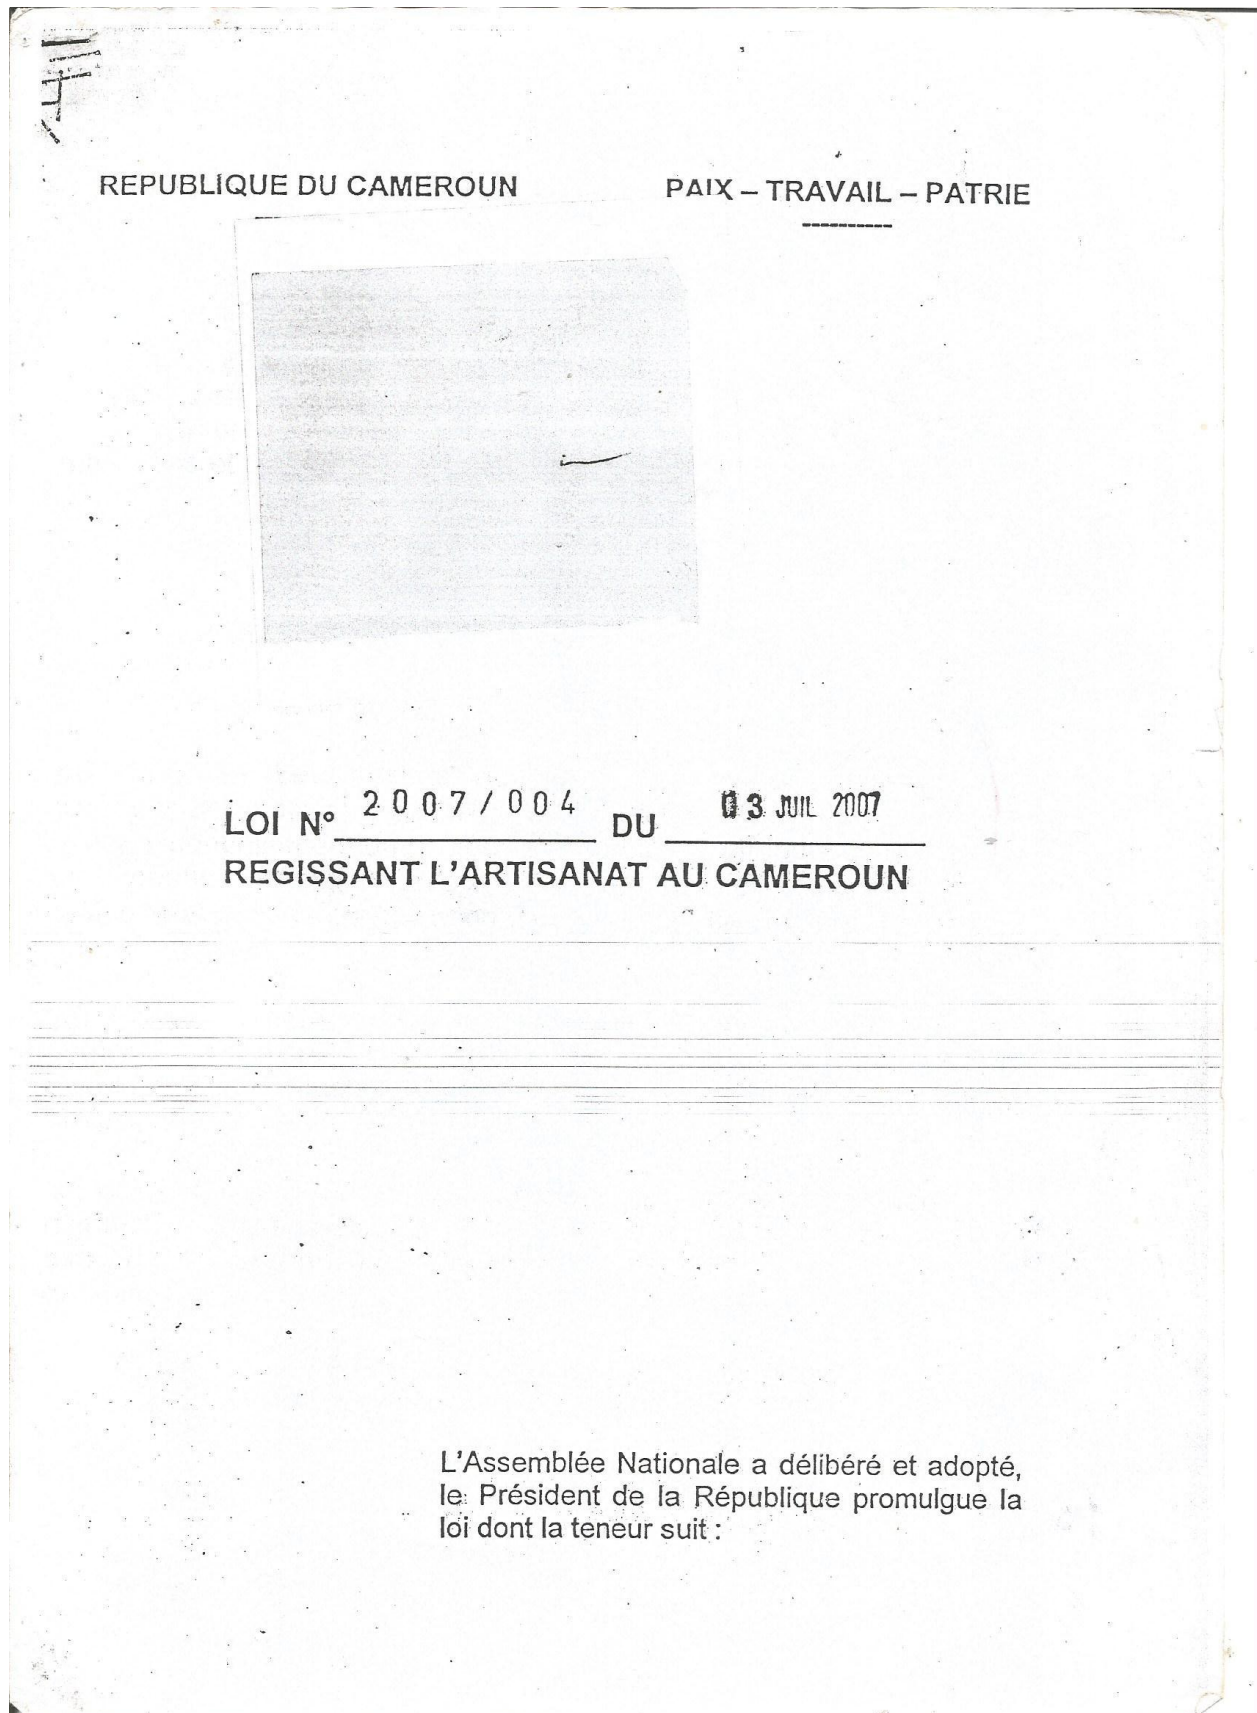 REPUBLIQUE DU CAMEROUN
PAIX – TRAVAIL – PATRIE
LOI N° 2007/004 DU 03 JUIL 2007
REGISSANT L'ARTISANAT AU CAMEROUN
L'Assemblée Nationale a délibéré et adopté,
le Président de la République promulgue la
loi dont la teneur suit :